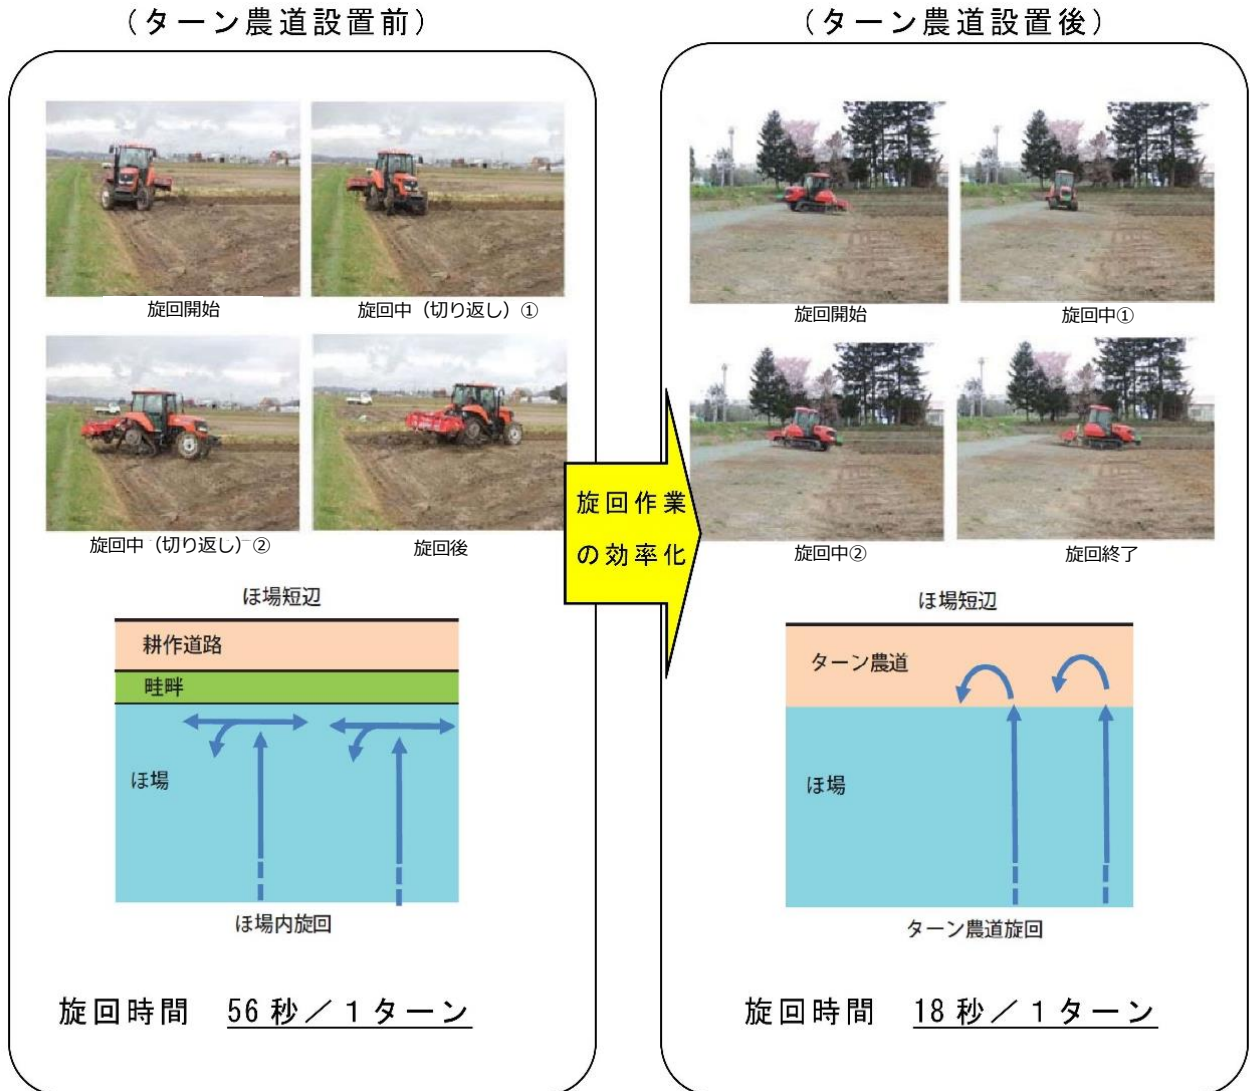 (ターン農道設置前)
旋回開始
旋回中(切り返し)①
旋回中(切り返し)②
旋回後
ほ場短辺
耕作道路
畦畔
ほ場
ほ場内旋回
旋回時間 56秒/1ターン
旋回作業
の効率化
(ターン農道設置後)
旋回開始
旋回中①
旋回中②
旋回終了
ほ場短辺
ターン農道
ほ場
ターン農道旋回
旋回時間 18秒/1ターン